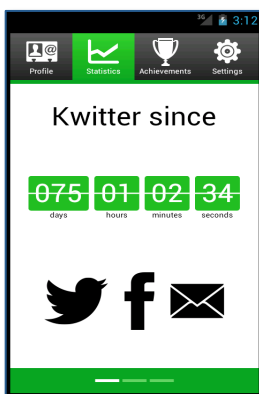 3G 3:12
Profile Statistics Achievements Settings
Kwitter since
075 01 02 34
days hours minutes seconds